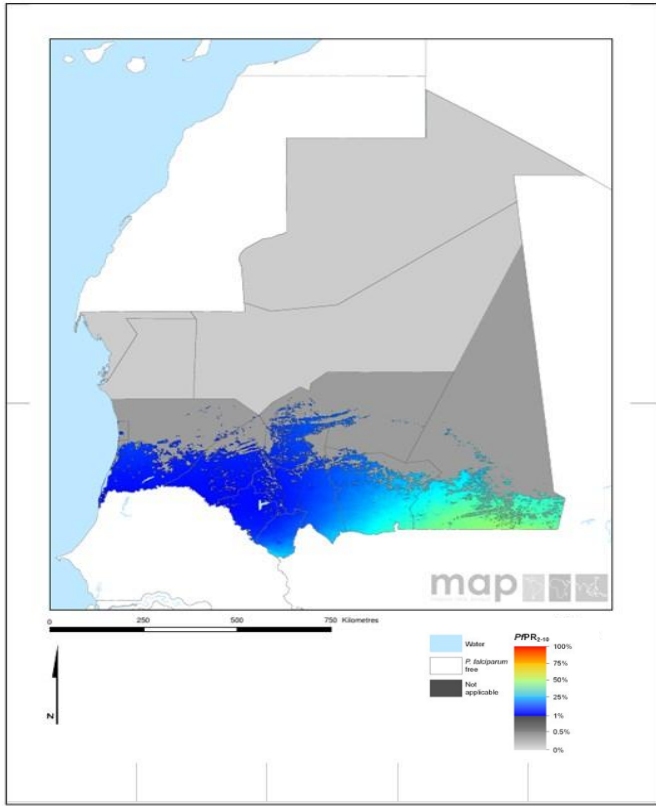 map
0 250 500 750 Kilometres
N
Water
P. falciparum
free
Not
applicable
PfPR2-10
100%
75%
50%
25%
1%
0.5%
0%